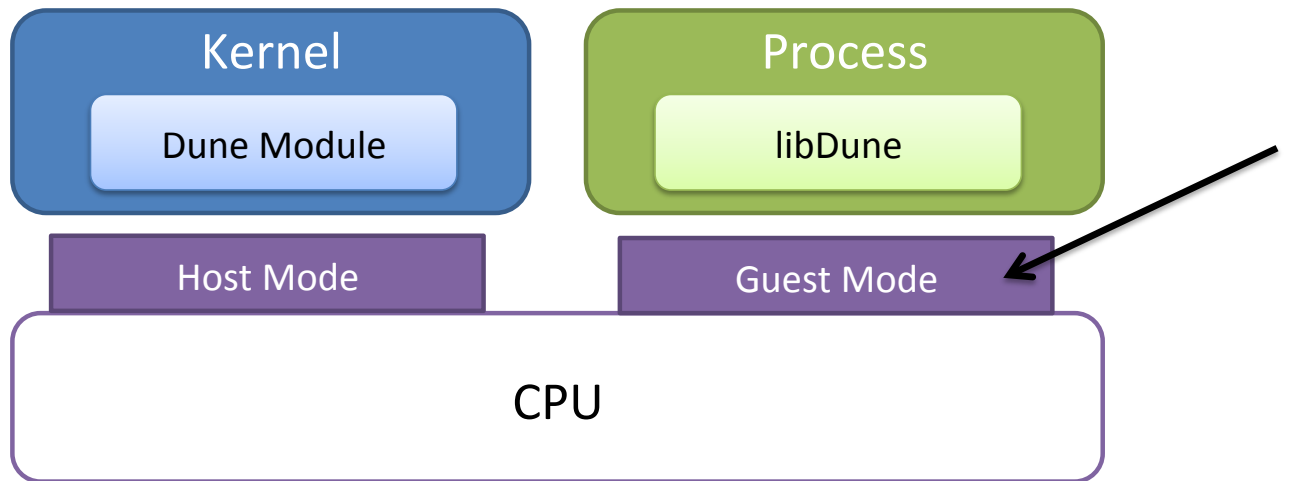 Kernel
Process
Dune Module
libDune
Host Mode
Guest Mode
CPU